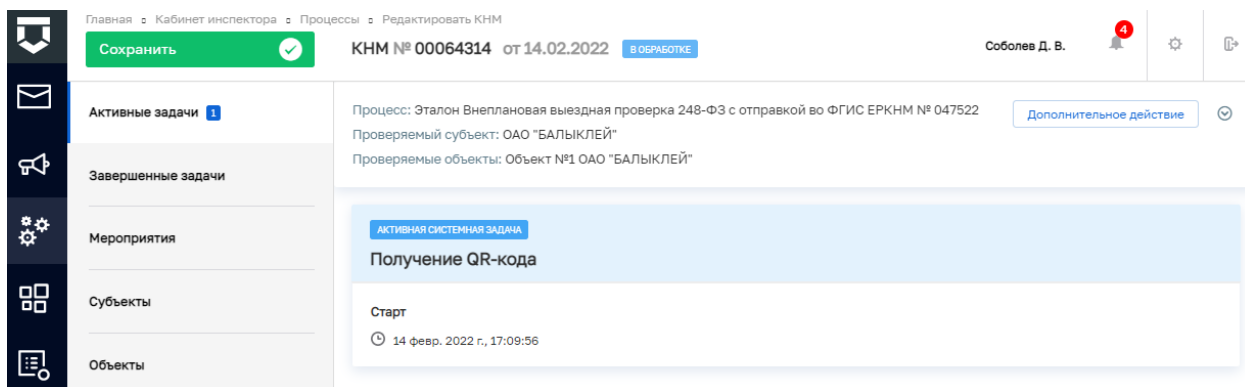 Главная Кабинет инспектора Процессы Редактировать КНМ
Сохранить
КНМ № 00064314 от 14.02.2022 В ОБРАБОТКЕ
Соболев Д. В.
4
Активные задачи 1
Завершенные задачи
Мероприятия
Субъекты
Объекты
Процесс: Эталон Внеплановая выездная проверка 248-ФЗ с отправкой во ФГИС ЕРКНМ № 047522
Дополнительное действие
Проверяемый субъект: ОАО "БАЛЫКЛЕЙ"
Проверяемые объекты: Объект №1 ОАО "БАЛЫКЛЕЙ"
АКТИВНАЯ СИСТЕМНАЯ ЗАДАЧА
Получение QR-кода
Старт
14 февр. 2022 г., 17:09:56